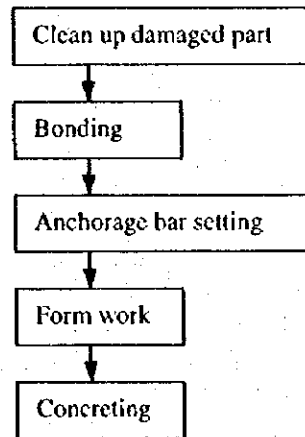 Clean up damaged part
Bonding
Anchorage bar setting
Form work
Concreting